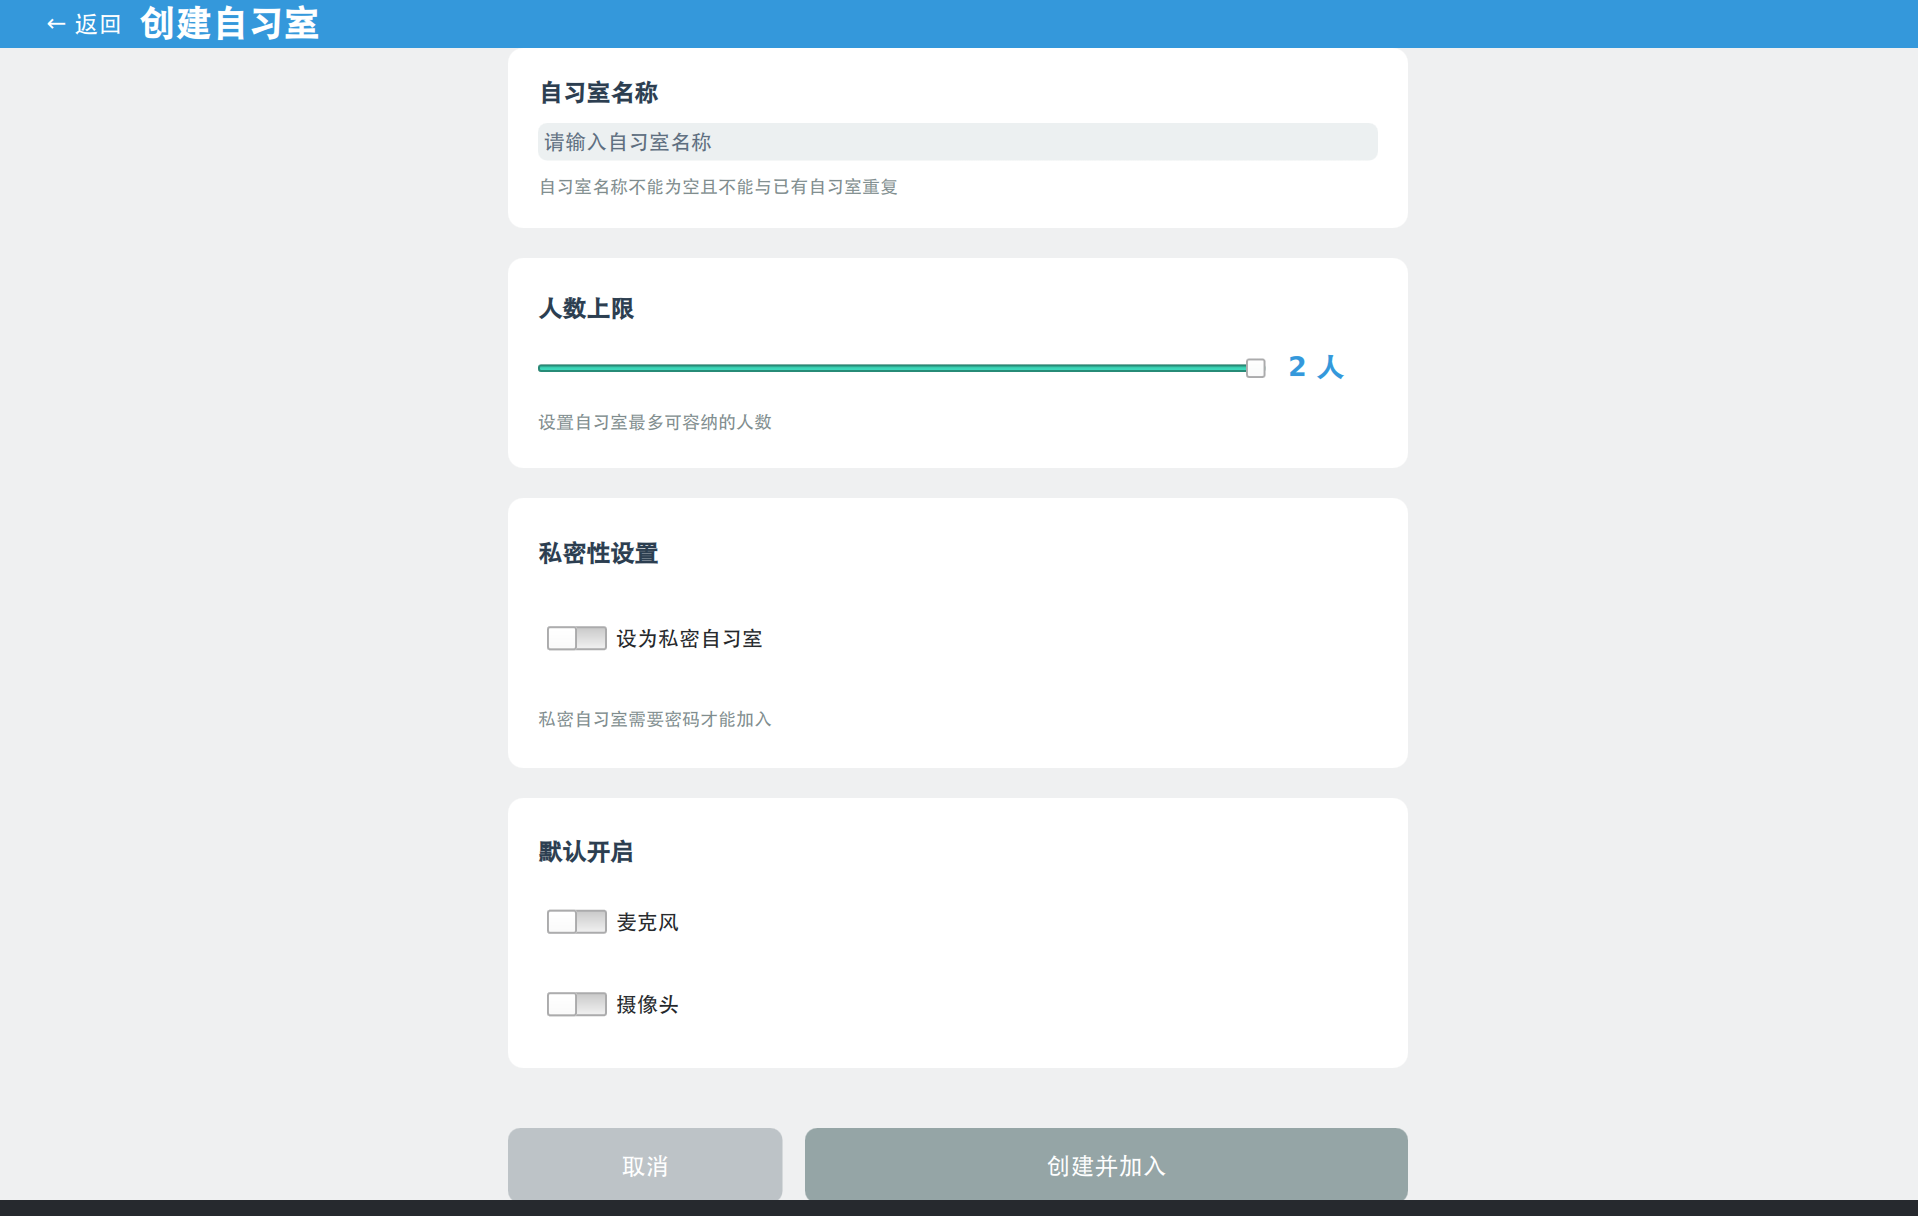 ← 返回 创建自习室
自习室名称
请输入自习室名称
自习室名称不能为空且不能与已有自习室重复
人数上限
2 人
设置自习室最多可容纳的人数
私密性设置
设为私密自习室
私密自习室需要密码才能加入
默认开启
麦克风
摄像头
取消 创建并加入